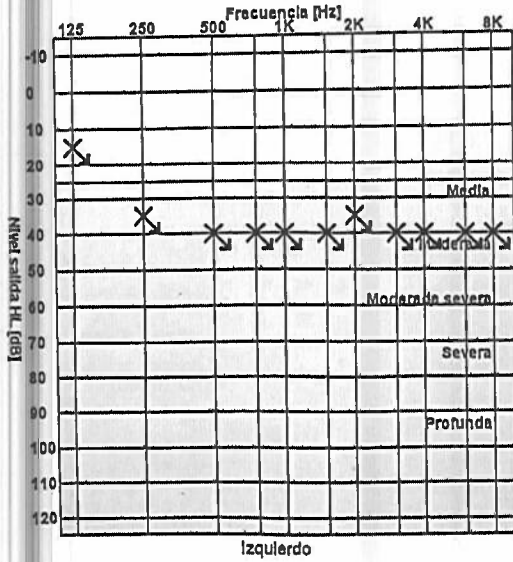 Frecuencia [Hz]
125 250 500 1K 2K 4K 8K
-10
0
10
20
Media
30
40
Moderada
50
Moderada severa
60
70
Severa
80
90
Profunda
100
110
120
Nivel salida HL [dB]
Izquierdo